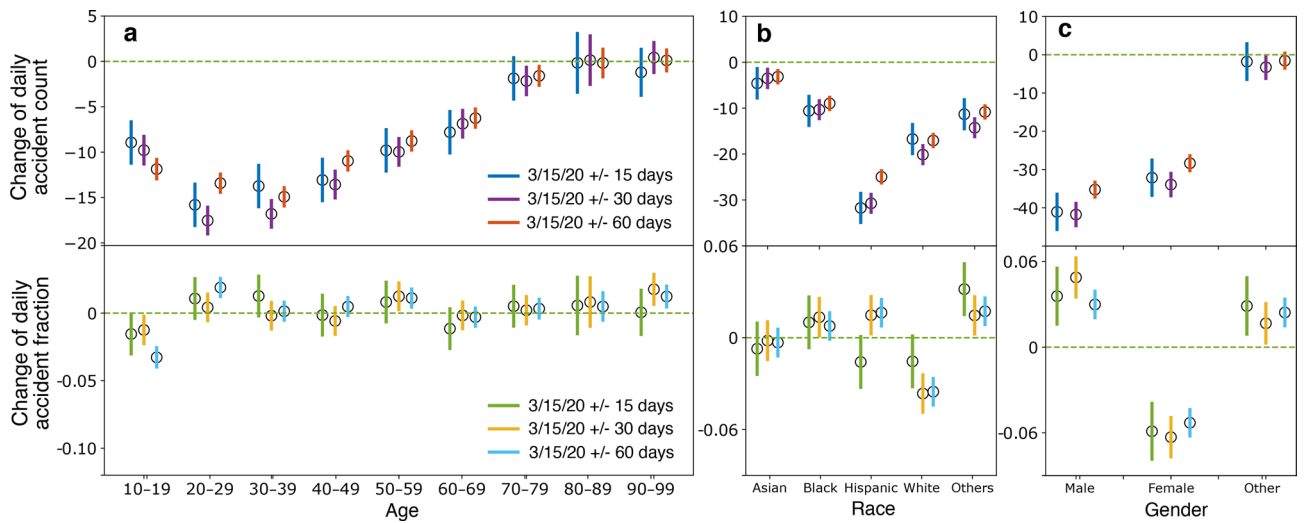 a
Change of daily
accident count
5
0
−5
−10
−15
−20
3/15/20 +/- 15 days
3/15/20 +/- 30 days
3/15/20 +/- 60 days
Change of daily
accident fraction
0
-0.05
-0.10
3/15/20 +/- 15 days
3/15/20 +/- 30 days
3/15/20 +/- 60 days
10–19 20–29 30–39 40–49 50–59 60–69 70–79 80–89 90–99
Age
b
10
0
−10
−20
−30
0.06
0
-0.06
Asian Black Hispanic White Others
Race
c
10
0
−10
−20
−30
−40
0.06
0
-0.06
Male Female Other
Gender